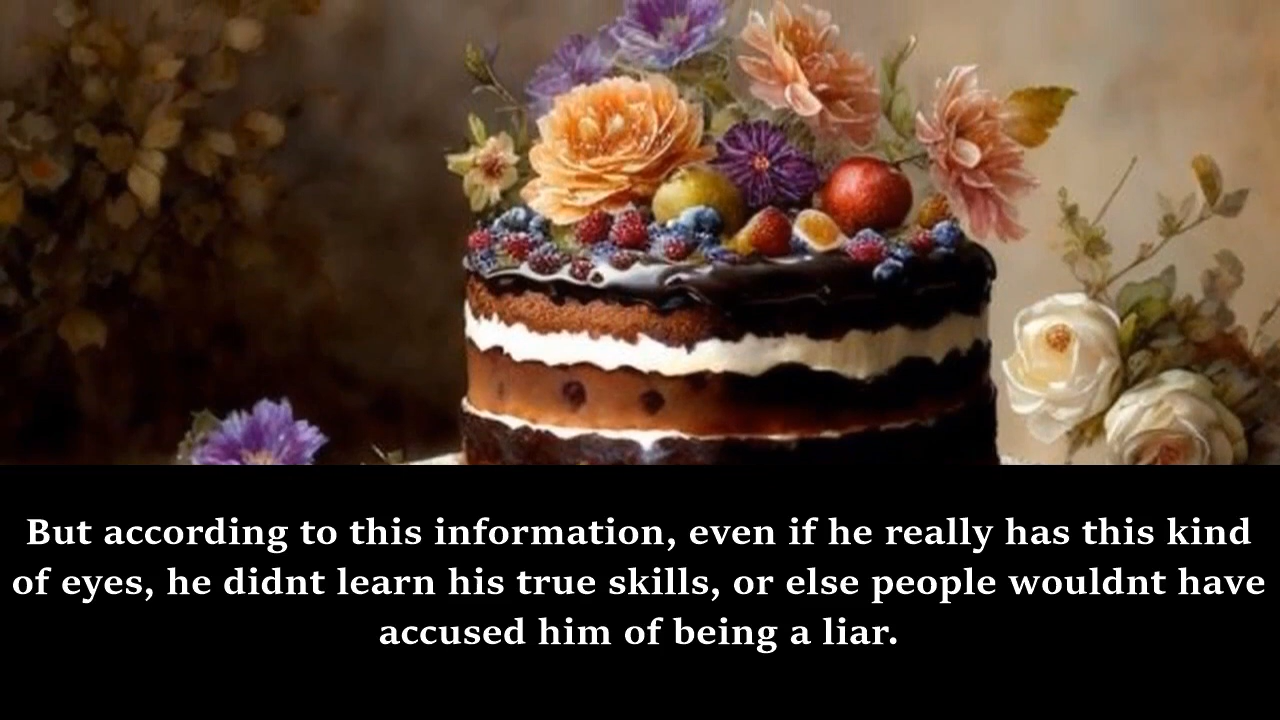 But according to this information, even if he really has this kind
of eyes, he didnt learn his true skills, or else people wouldnt have
accused him of being a liar.